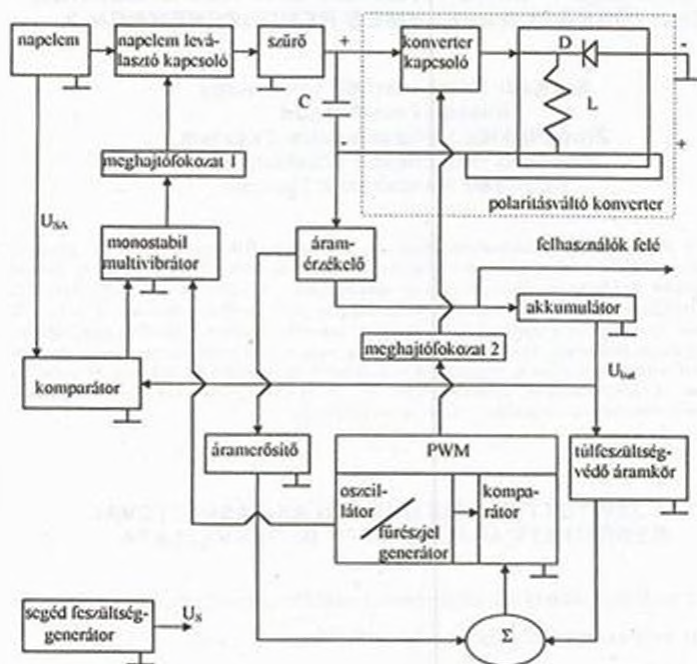 napelem
napelem levá-
lasztó kapcsoló
szűrő
+
konverter
kapcsoló
D
-
L
C
-
+
meghajtófokozat 1
polaritásváltó konverter
U_SA
monostabil
multivibrátor
áram-
érzékelő
felhasználók felé
akkumulátor
meghajtófokozat 2
komparátor
U_bat
áramerősítő
PWM
túlfeszültség-
védő áramkör
oszcil-
látor
fűrészjel
generátor
kompa-
rátor
segéd feszültség-
generátor
U_S
Σ